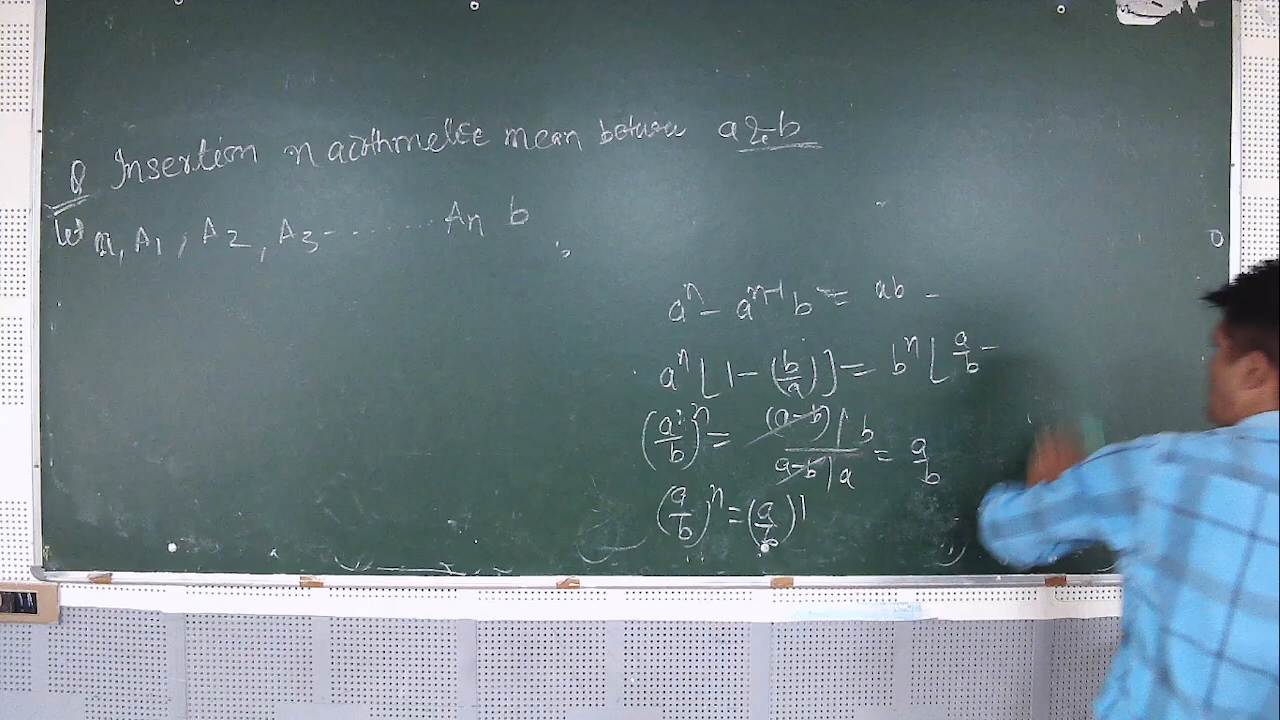 Q Insertion n arithmetic mean between a & b
Let a, A1, A2, A3 - ....... An b
a^n - a^{n-1} b = ab -
a^n [1 - (b/a)] = b^n [a/b -
(a/b)^n = (a-b)/b / (a-b)/a = a/b
(a/b)^n = (a/b)^1